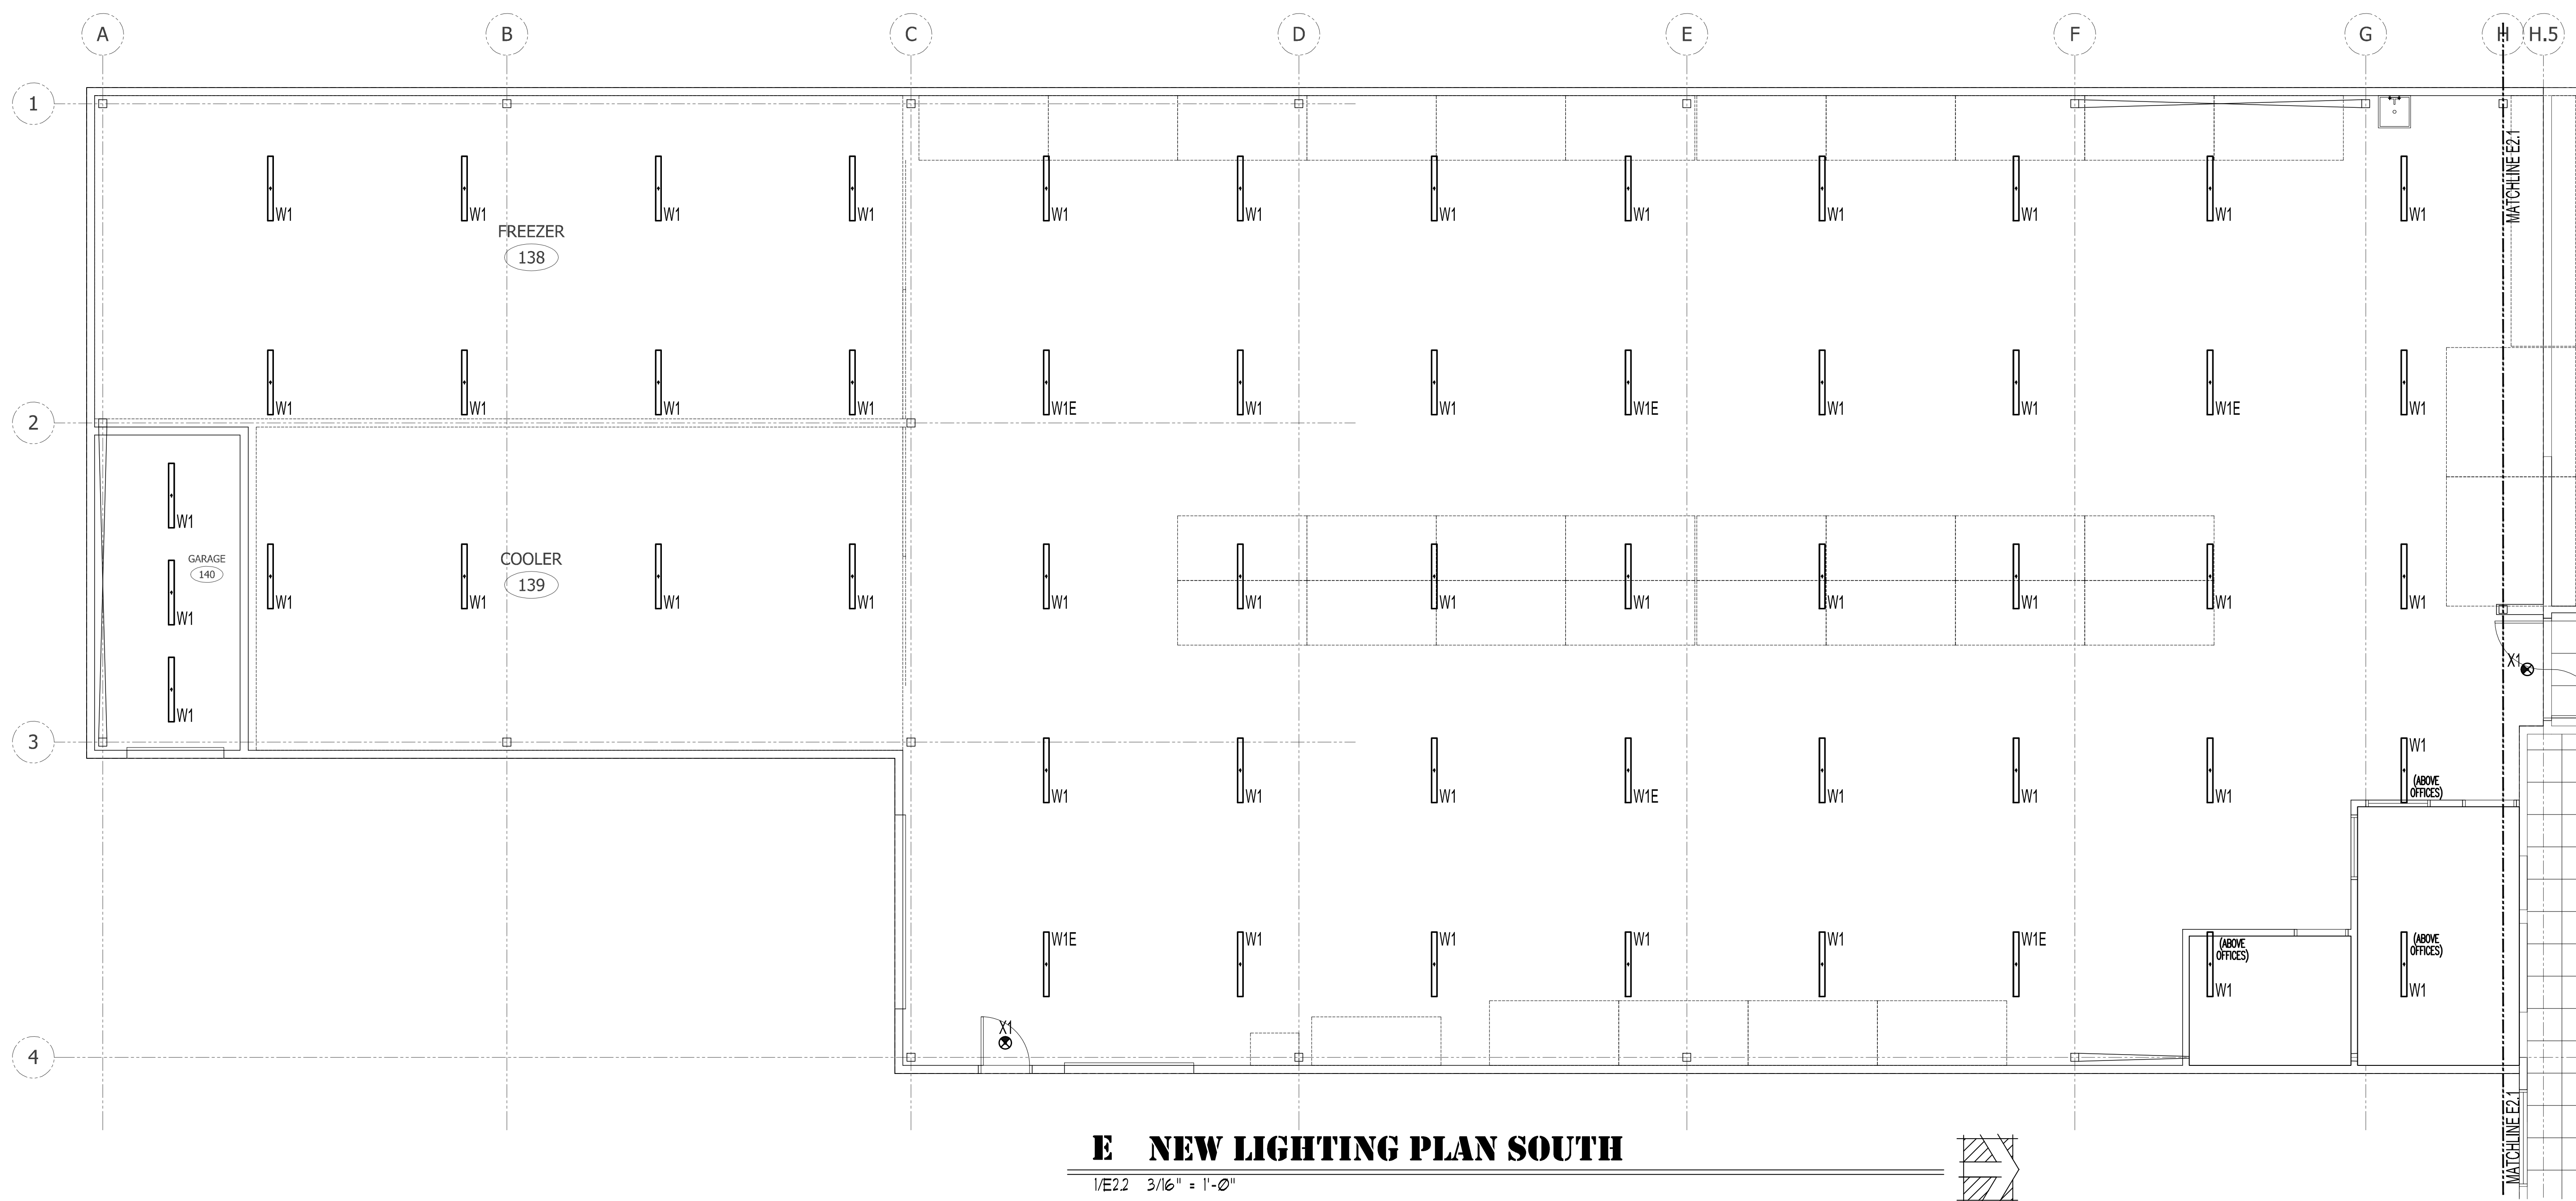 A B C D E F G H H.5
1
MATCHLINE E2.1
W1 W1 W1 W1 W1 W1 W1 W1 W1 W1 W1 W1
FREEZER
138
W1 W1 W1 W1 W1E W1 W1 W1E W1 W1 W1E W1
2
W1
GARAGE
140
COOLER
139
W1
W1 W1 W1 W1 W1 W1 W1 W1 W1 W1 W1 W1
X1
W1
3
W1
(ABOVE
OFFICES)
W1 W1 W1 W1E W1 W1 W1
W1E W1 W1 W1 W1 W1E
(ABOVE
OFFICES)
(ABOVE
OFFICES)
W1 W1
X1
4
MATCHLINE E2.1
E NEW LIGHTING PLAN SOUTH
1/E2.2 3/16" = 1'-0"